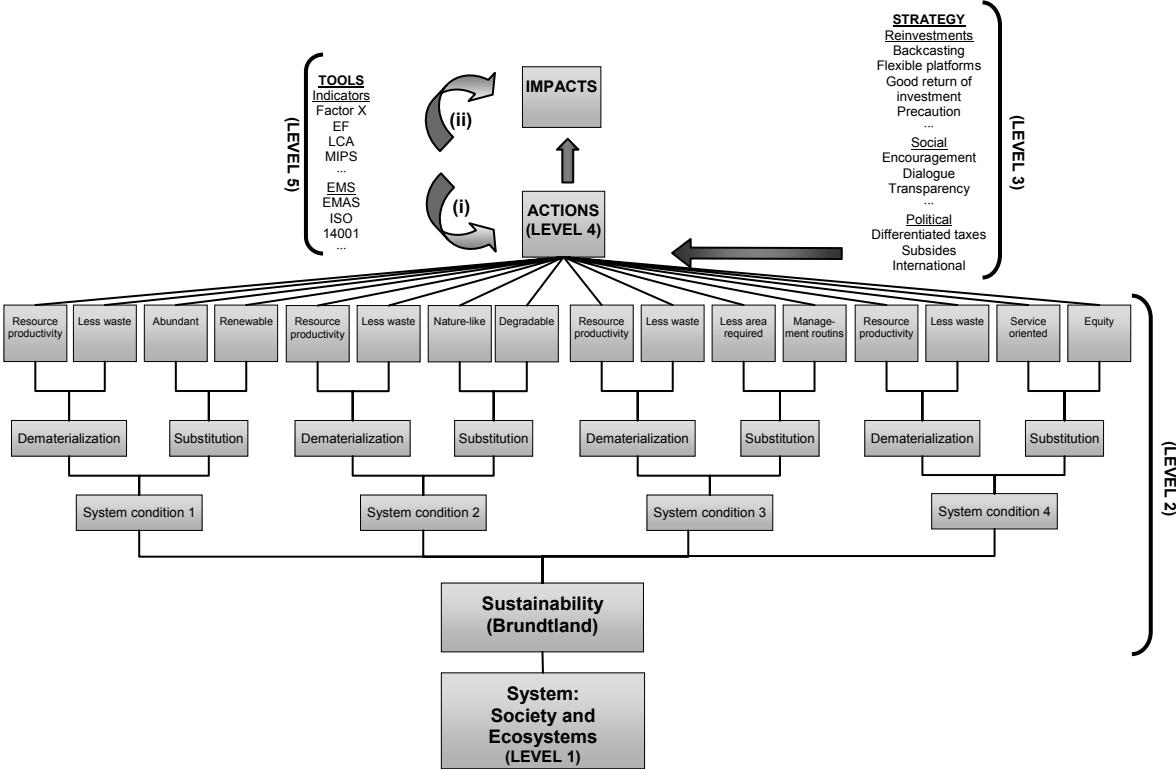 STRATEGY
Reinvestments
Backcasting
Flexible platforms
Good return of
investment
Precaution
...
Social
Encouragement
Dialogue
Transparency
...
Political
Differentiated taxes
Subsides
International
(LEVEL 3)
TOOLS
Indicators
Factor X
EF
LCA
MIPS
...
EMS
EMAS
ISO
14001
...
(LEVEL 5)
(ii)
(i)
IMPACTS
ACTIONS
(LEVEL 4)
Resource
productivity
Less waste
Abundant
Renewable
Resource
productivity
Less waste
Nature-like
Degradable
Resource
productivity
Less waste
Less area
required
Manage-
ment routins
Resource
productivity
Less waste
Service
oriented
Equity
Dematerialization
Substitution
Dematerialization
Substitution
Dematerialization
Substitution
Dematerialization
Substitution
System condition 1
System condition 2
System condition 3
System condition 4
(LEVEL 2)
Sustainability
(Brundtland)
System:
Society and
Ecosystems
(LEVEL 1)